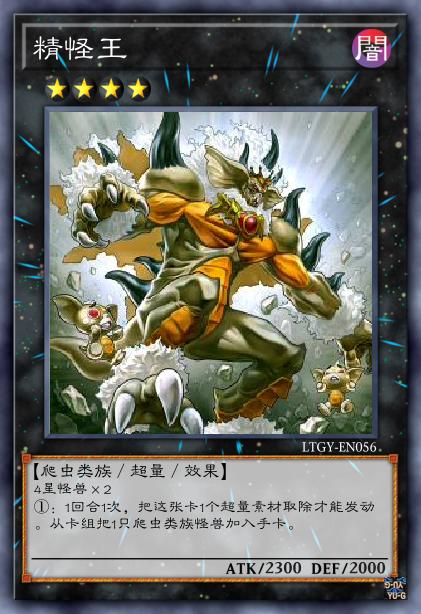 精怪王
闇
LTGY-EN056
【爬虫类族／超量／效果】
4星怪兽×2
①：1回合1次，把这张卡1个超量素材取除才能发动
。从卡组把1只爬虫类族怪兽加入手卡。
ATK/2300 DEF/2000
YU-G